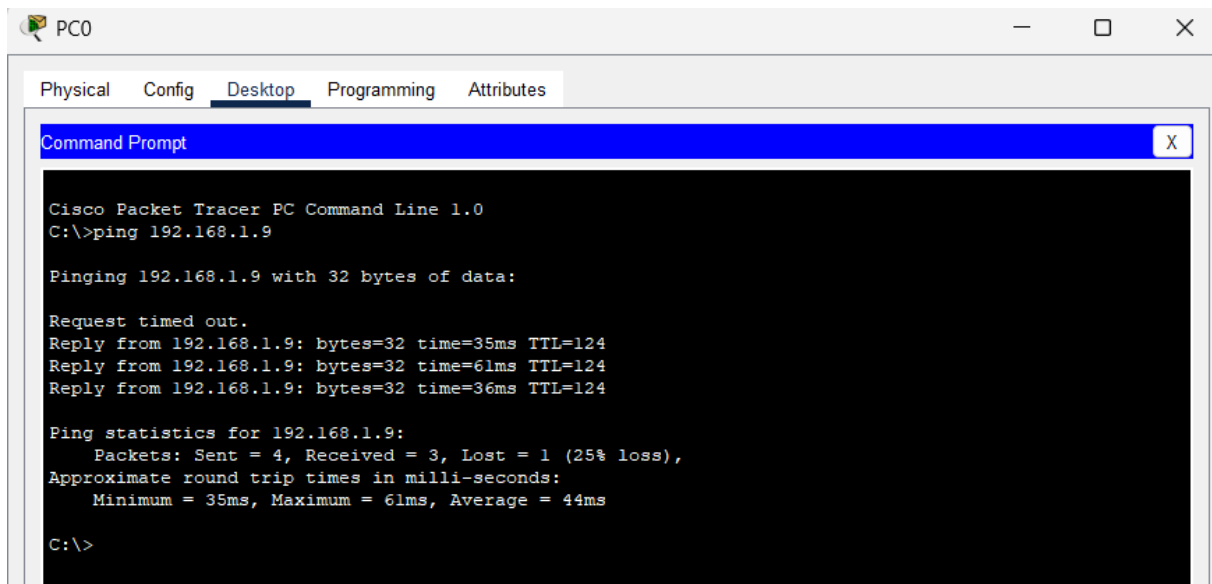 PC0
Physical Config Desktop Programming Attributes
Command Prompt X
Cisco Packet Tracer PC Command Line 1.0
C:\>ping 192.168.1.9
Pinging 192.168.1.9 with 32 bytes of data:
Request timed out.
Reply from 192.168.1.9: bytes=32 time=35ms TTL=124
Reply from 192.168.1.9: bytes=32 time=61ms TTL=124
Reply from 192.168.1.9: bytes=32 time=36ms TTL=124
Ping statistics for 192.168.1.9:
Packets: Sent = 4, Received = 3, Lost = 1 (25% loss),
Approximate round trip times in milli-seconds:
Minimum = 35ms, Maximum = 61ms, Average = 44ms
C:\>